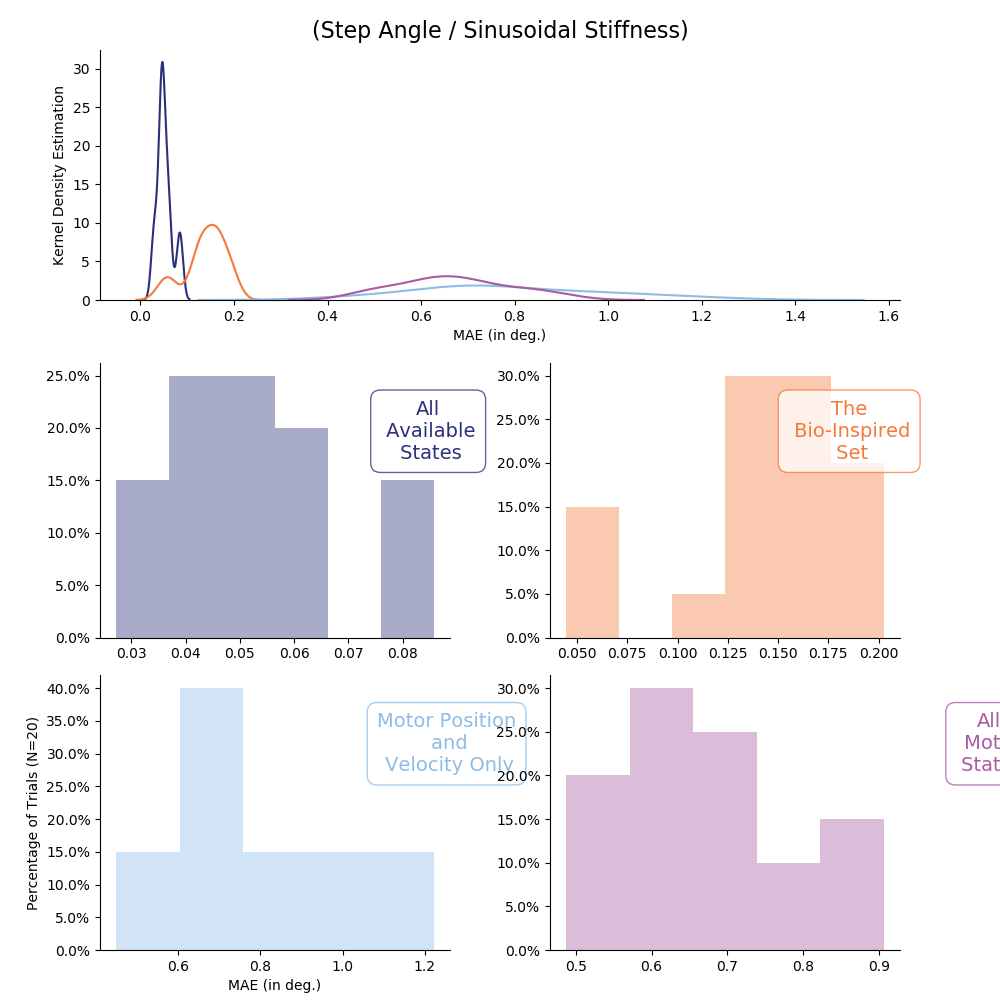 (Step Angle / Sinusoidal Stiffness)
Kernel Density Estimation
30
25
20
15
10
5
0
0.0 0.2 0.4 0.6 0.8 1.0 1.2 1.4 1.6
MAE (in deg.)
25.0%
20.0%
15.0%
10.0%
5.0%
0.0%
0.03 0.04 0.05 0.06 0.07 0.08
All
Available
States
30.0%
25.0%
20.0%
15.0%
10.0%
5.0%
0.0%
0.050 0.075 0.100 0.125 0.150 0.175 0.200
The
Bio-Inspired
Set
Percentage of Trials (N=20)
40.0%
35.0%
30.0%
25.0%
20.0%
15.0%
10.0%
5.0%
0.0%
0.6 0.8 1.0 1.2
MAE (in deg.)
Motor Position
and
Velocity Only
30.0%
25.0%
20.0%
15.0%
10.0%
5.0%
0.0%
0.5 0.6 0.7 0.8 0.9
All
Mot
Stat